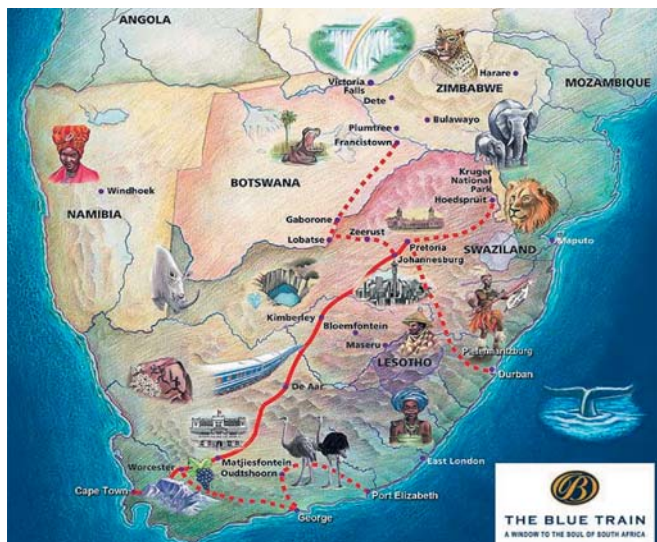 ANGOLA
Victoria
Falls
Harare
Dete
ZIMBABWE
MOZAMBIQUE
Bulawayo
Plumtree
Francistown
Kruger
National
Park
Hoedspruit
Windhoek
BOTSWANA
NAMIBIA
Gaborone
Zeerust
Lobatse
Pretoria
Johannesburg
SWAZILAND
Maputo
Kimberley
Bloemfontein
Maseru
LESOTHO
Pietermaritzburg
Durban
De Aar
Worcester
Matjiesfontein
Oudtshoorn
East London
Cape Town
Port Elizabeth
George
B
THE BLUE TRAIN
A WINDOW TO THE SOUL OF SOUTH AFRICA